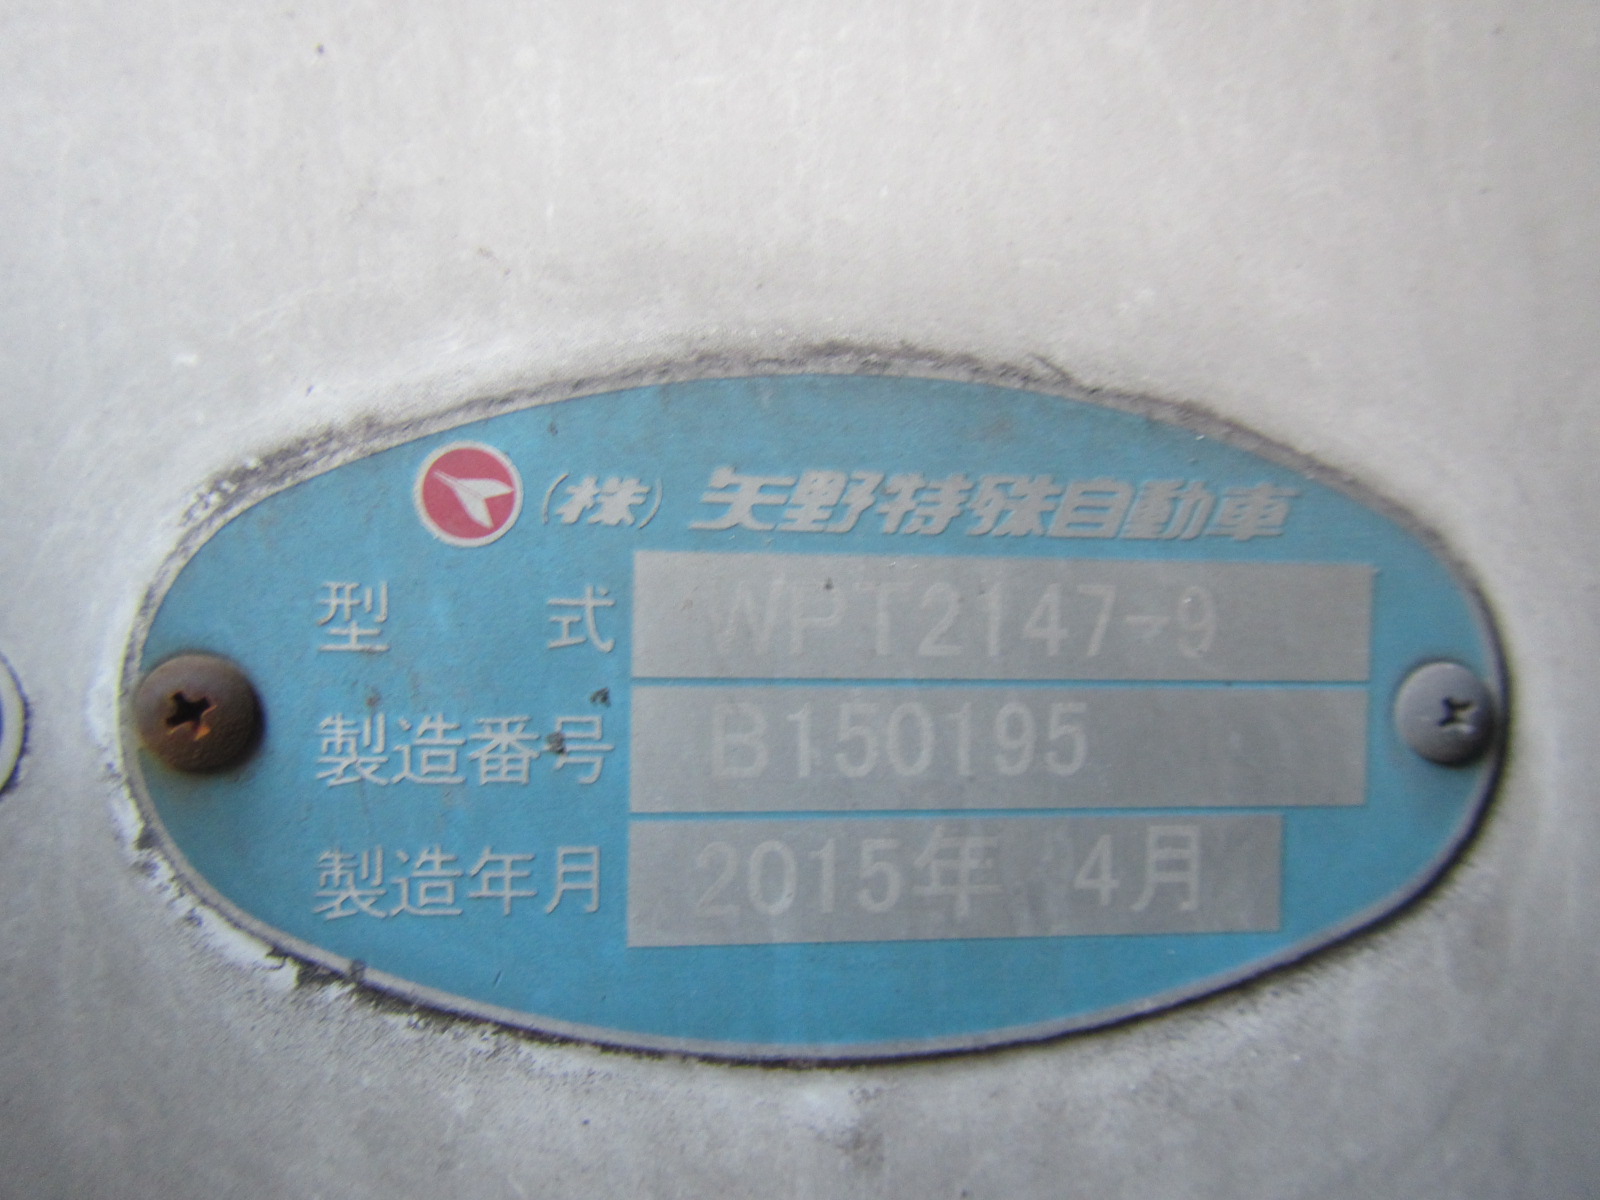 (株)矢野特殊自動車
型式 WPT2147-9
製造番号 B150195
製造年月 2015年 4月